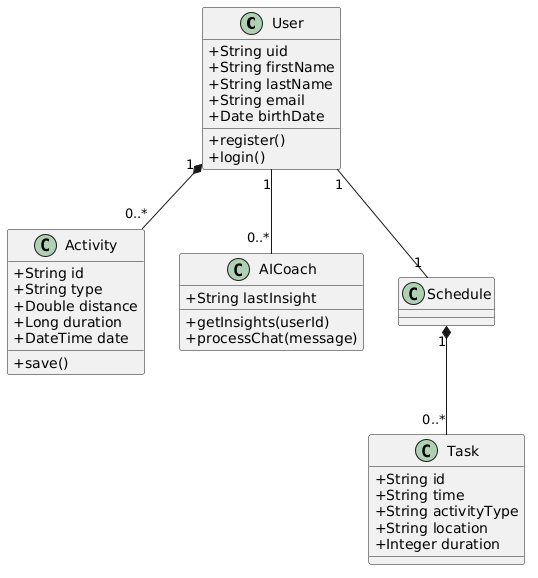 C User
+String uid
+String firstName
+String lastName
+String email
+Date birthDate
+register()
+login()
1
1
1
0..*
0..*
1
C Activity
+String id
+String type
+Double distance
+Long duration
+DateTime date
+save()
C AICoach
+String lastInsight
+getInsights(userId)
+processChat(message)
C Schedule
1
0..*
C Task
+String id
+String time
+String activityType
+String location
+Integer duration